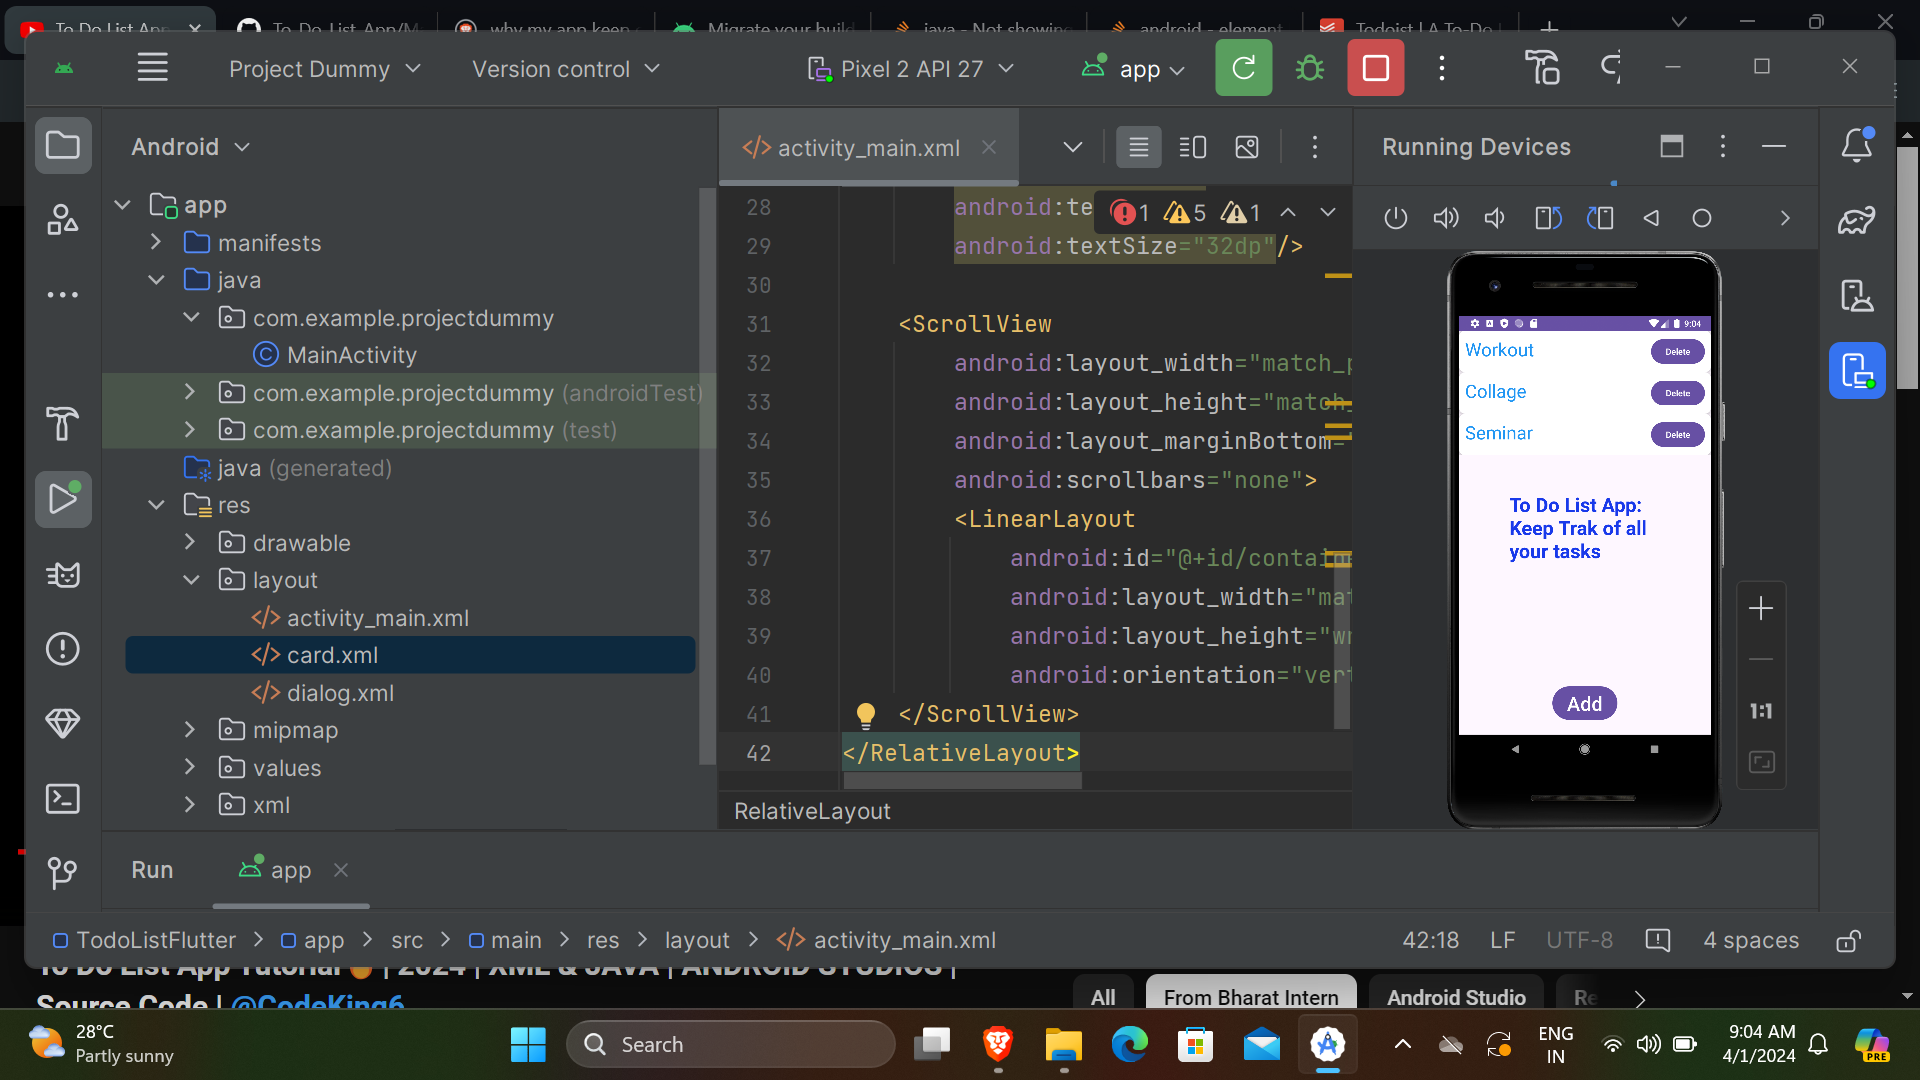 To Do List App
To_Do_List_App/M
why my app keep
Migrate your build
java - Not showing
android - element
Todoist | A To-Do
Project Dummy
Version control
Pixel 2 API 27
app
Android
activity_main.xml
Running Devices
app
manifests
java
com.example.projectdummy
MainActivity
com.example.projectdummy (androidTest)
com.example.projectdummy (test)
java (generated)
res
drawable
layout
activity_main.xml
card.xml
dialog.xml
mipmap
values
xml
28 android:te
1 5 1
29 android:textSize="32dp"/>
30
31 <ScrollView
32 android:layout_width="match_p
33 android:layout_height="match_
34 android:layout_marginBottom=
35 android:scrollbars="none">
36 <LinearLayout
37 android:id="@+id/contain
38 android:layout_width="mat
39 android:layout_height="wr
40 android:orientation="vert
41 </ScrollView>
42 </RelativeLayout>
RelativeLayout
9:04
Workout Delete
Collage Delete
Seminar Delete
To Do List App:
Keep Trak of all
your tasks
Add
1:1
Run
app
TodoListFlutter > app > src > main > res > layout > activity_main.xml
42:18 LF UTF-8 4 spaces
To Do List App Tutorial | 2024 | XML & JAVA | ANDROID STUDIOS |
Source Code | @CodeKing6
All From Bharat Intern Android Studio Re
28°C
Partly sunny
Search
ENG
IN
9:04 AM
4/1/2024
PRE